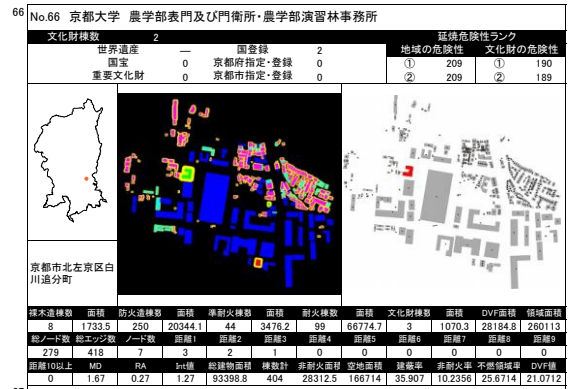 66
No.66 京都大学 農学部表門及び門衛所・農学部演習林事務所
文化財棟数 2 延焼危険性ランク
世界遺産 — 国登録 2 地域の危険性 文化財の危険性
国宝 0 京都府指定・登録 0 ① 209 ① 190
重要文化財 0 京都市指定・登録 0 ② 209 ② 189
京都市北左京区白
川追分町
裸木造棟数 面積 防火造棟数 面積 準耐火棟数 面積 耐火棟数 面積 文化財棟数 面積 DVF面積 領域面積
8 1733.5 250 20344.1 44 3476.2 99 66774.7 3 1070.3 28184.8 260113
総ノード数 総エッジ数 ノード数 距離1 距離2 距離3 距離4 距離5 距離6 距離7 距離8 距離9
279 418 7 3 2 1 0 0 0 0 0 0
距離10以上 MD RA Int値 総建物面積 棟数計 非耐火面積 空地面積 建蔽率 非耐火率 不燃領域率 DVF値
0 1.67 0.27 1.27 93398.8 404 28312.5 166714 35.907 10.2356 25.6714 210.0712